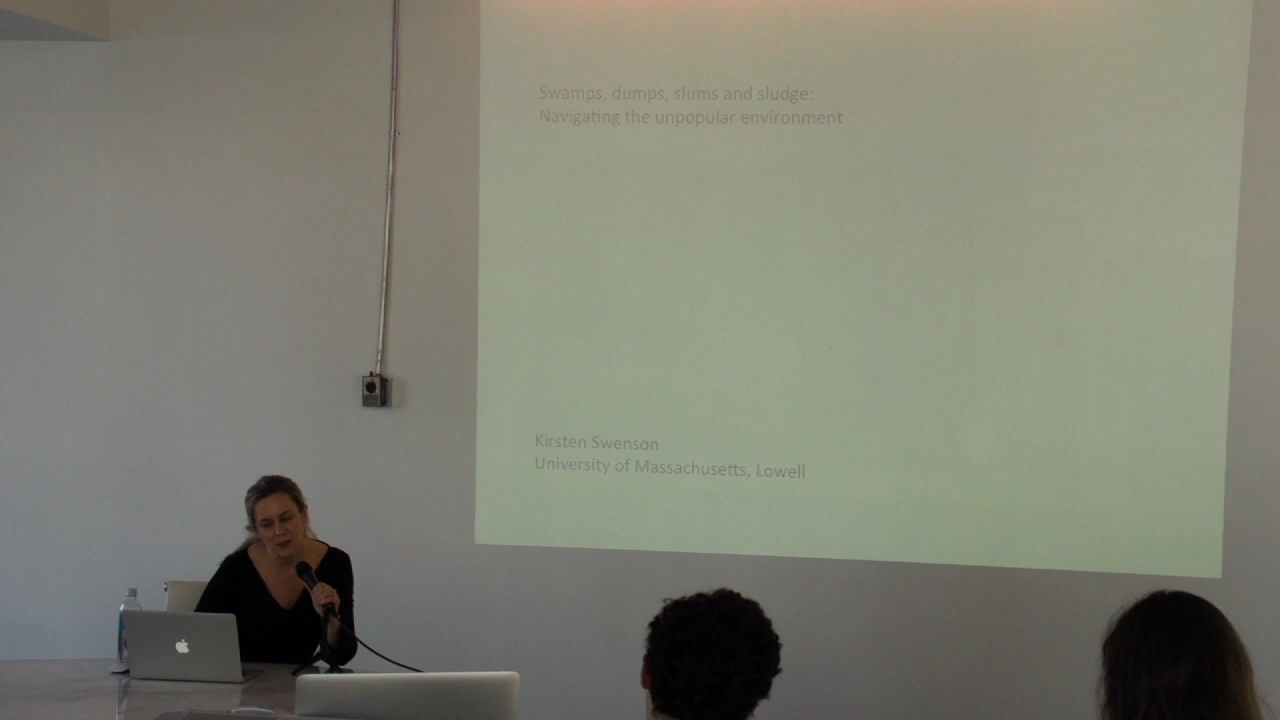 Swamps, dumps, slums and sludge:
Navigating the unpopular environment
Kirsten Swenson
University of Massachusetts, Lowell